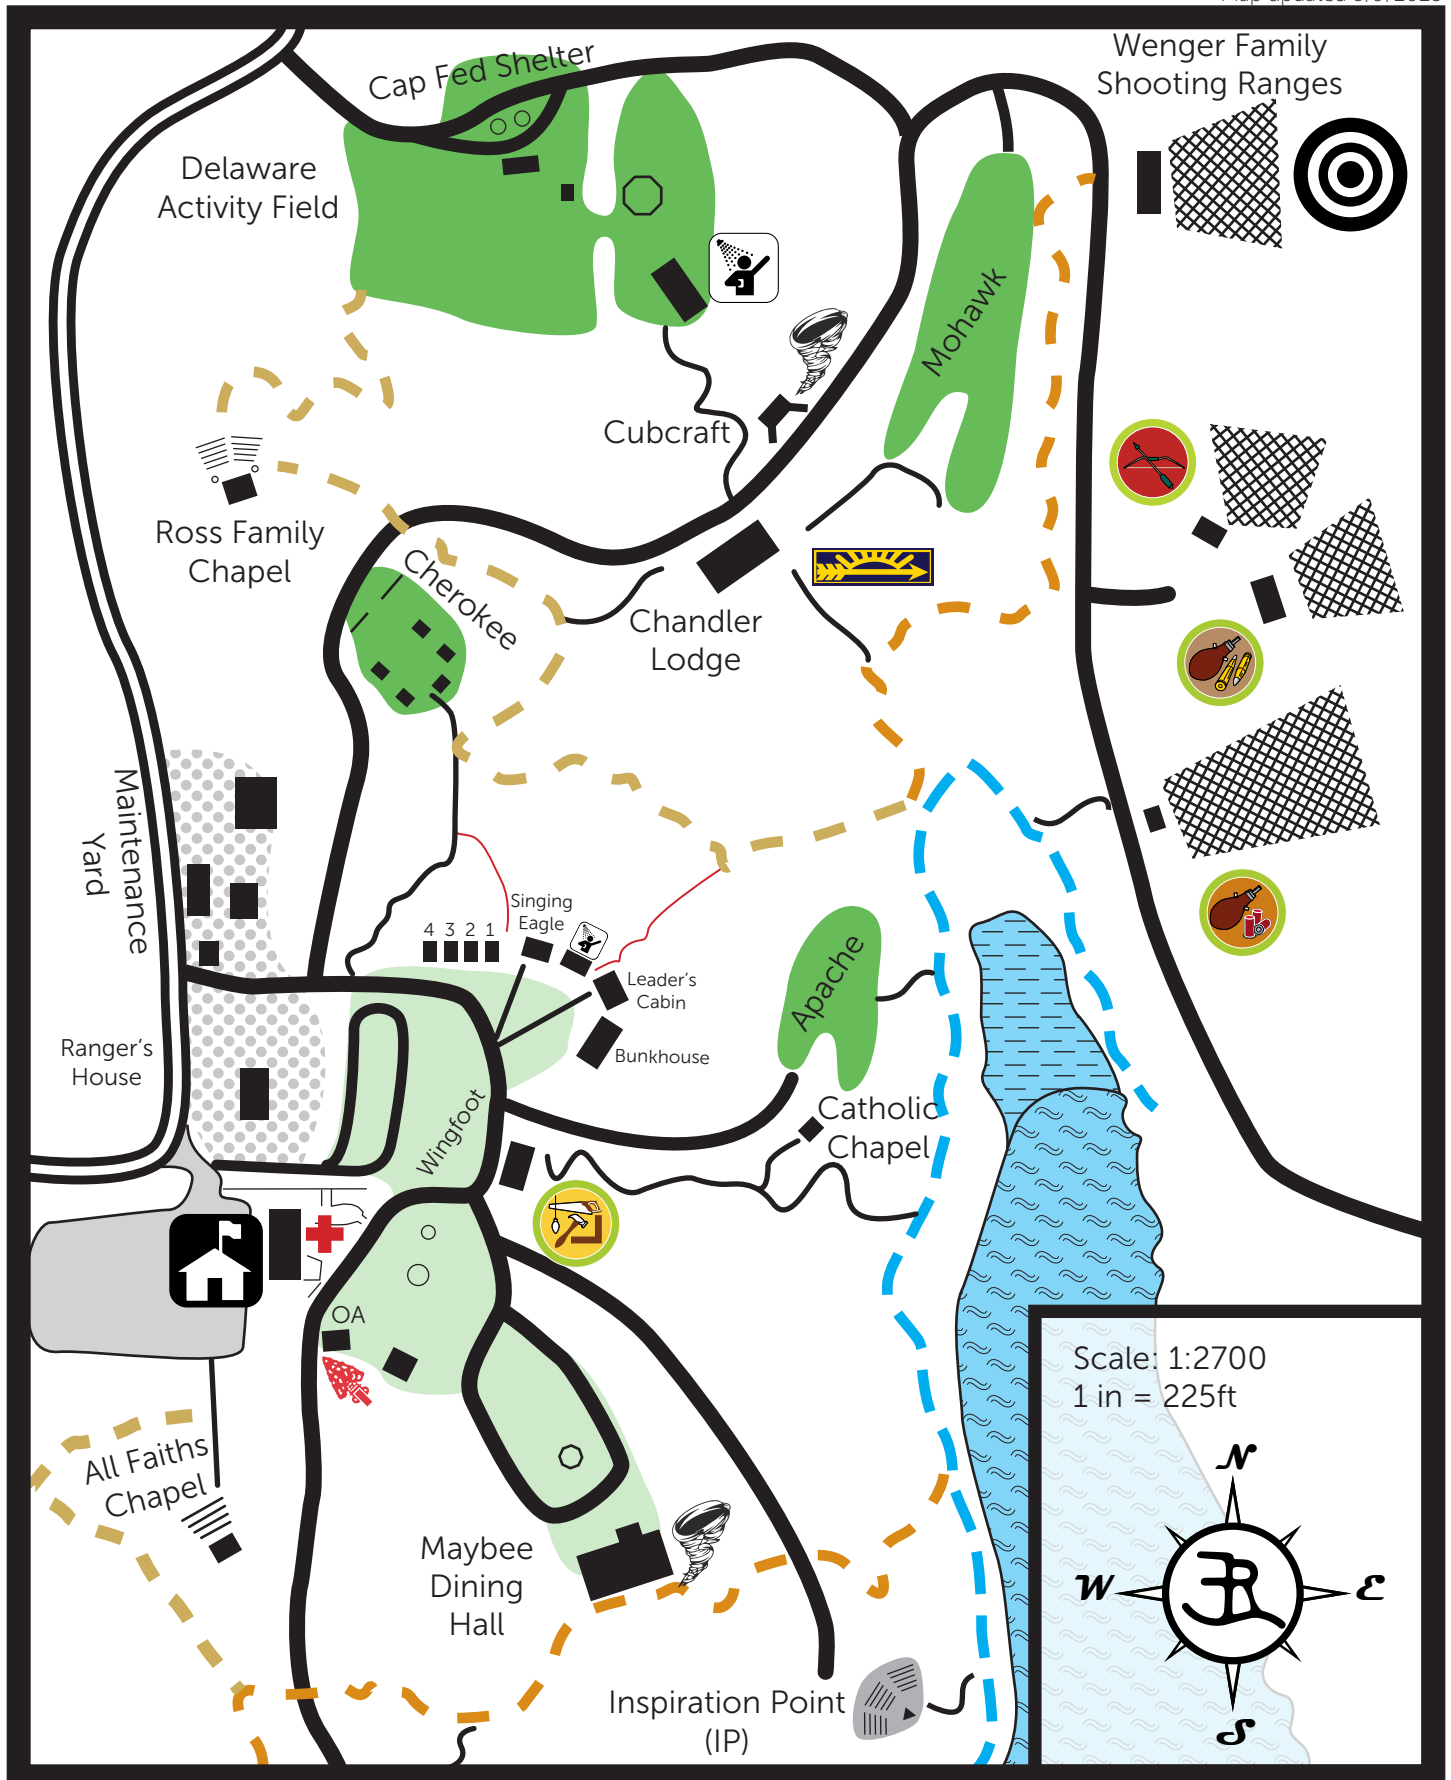 Wenger Family
Shooting Ranges
Cap Fed Shelter
Delaware
Activity Field
Mohawk
Cubcraft
Ross Family
Chapel
Cherokee
Chandler
Lodge
Maintenance
Yard
Singing
Eagle
4 3 2 1
Leader's
Cabin
Apache
Bunkhouse
Ranger's
House
Wingfoot
Catholic
Chapel
OA
All Faiths
Chapel
Maybee
Dining
Hall
Inspiration Point
(IP)
Scale: 1:2700
1 in = 225ft
N
W
E
S